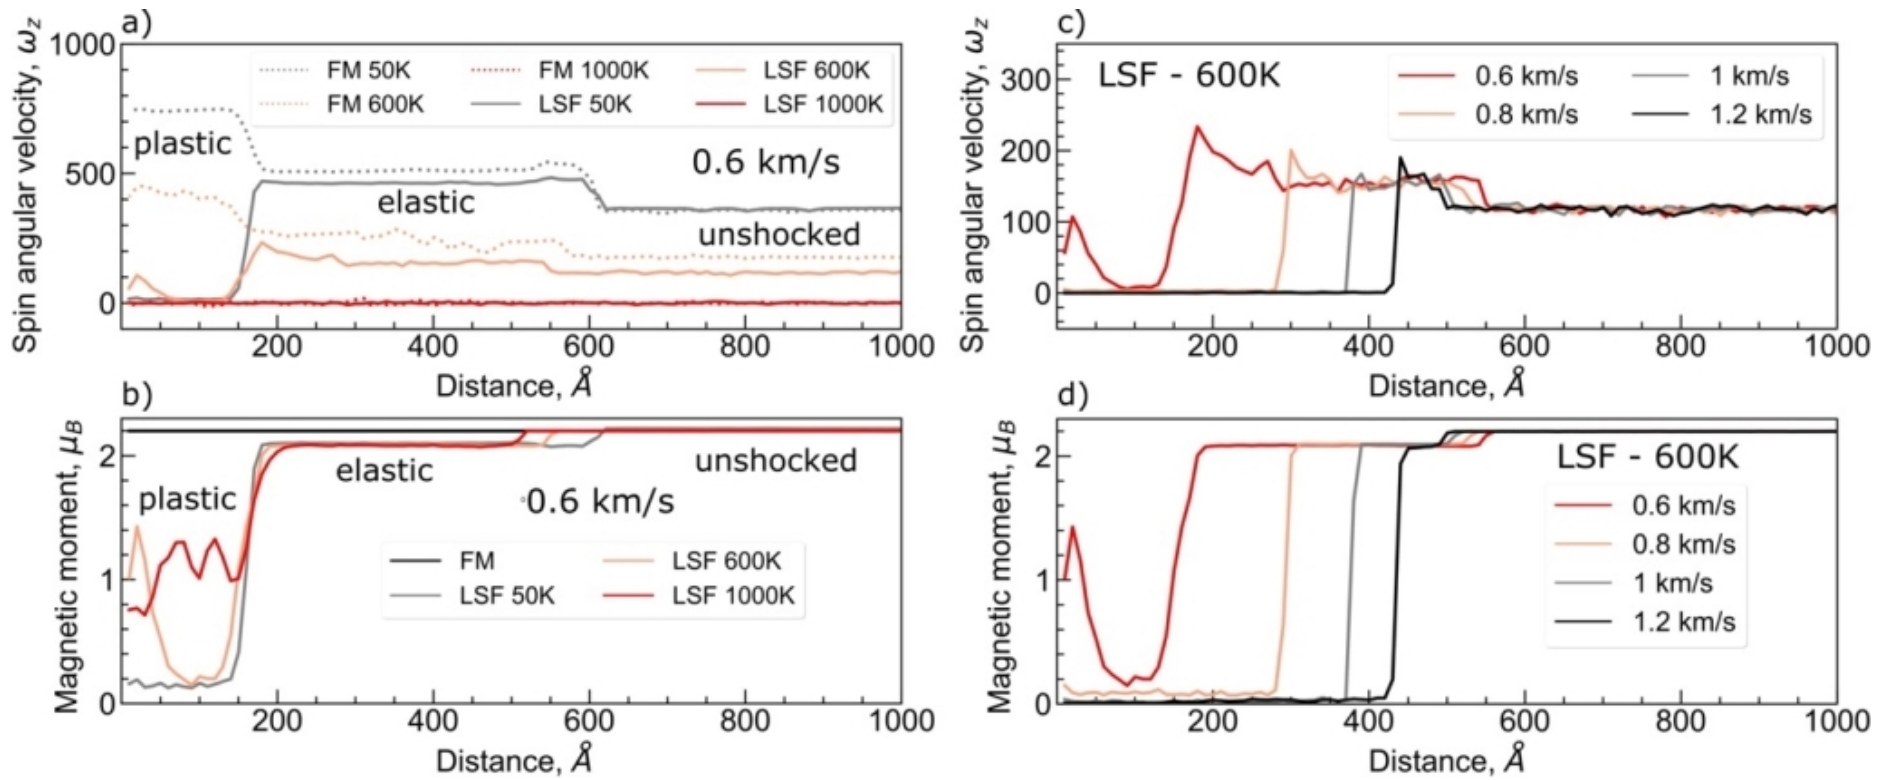 a)
Spin angular velocity, ω_z
1000
500
0
FM 50K
FM 1000K
LSF 600K
FM 600K
LSF 50K
LSF 1000K
plastic
0.6 km/s
elastic
unshocked
200 400 600 800 1000
Distance, Å
b)
Magnetic moment, μ_B
2
1
0
elastic
unshocked
plastic
0.6 km/s
FM
LSF 600K
LSF 50K
LSF 1000K
200 400 600 800 1000
Distance, Å
c)
Spin angular velocity, ω_z
300
200
100
0
LSF - 600K
0.6 km/s
1 km/s
0.8 km/s
1.2 km/s
200 400 600 800 1000
Distance, Å
d)
Magnetic moment, μ_B
2
1
0
LSF - 600K
0.6 km/s
0.8 km/s
1 km/s
1.2 km/s
200 400 600 800 1000
Distance, Å